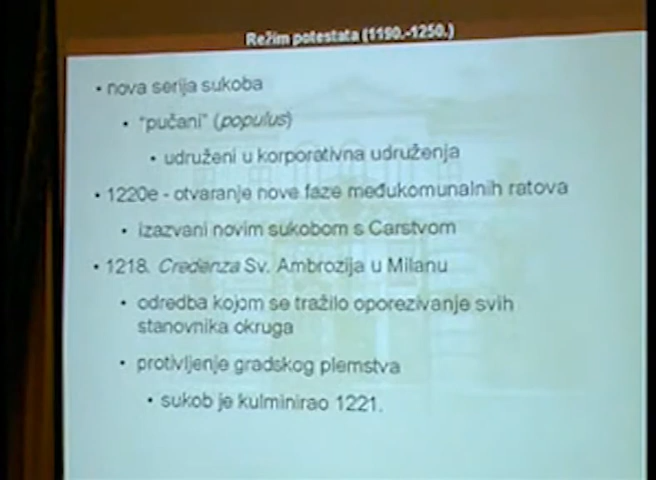 Režim potestata (1190.-1250.)
• nova serija sukoba
• "pučani" (populus)
• udruženi u korporativna udruženja
• 1220e - otvaranje nove faze međukomunalnih ratova
• izazvani novim sukobom s Carstvom
• 1218. Credenza Sv. Ambrozija u Milanu
• odredba kojom se tražilo oporezivanje svih
stanovnika okruga
• protivljenje gradskog plemstva
• sukob je kulminirao 1221.